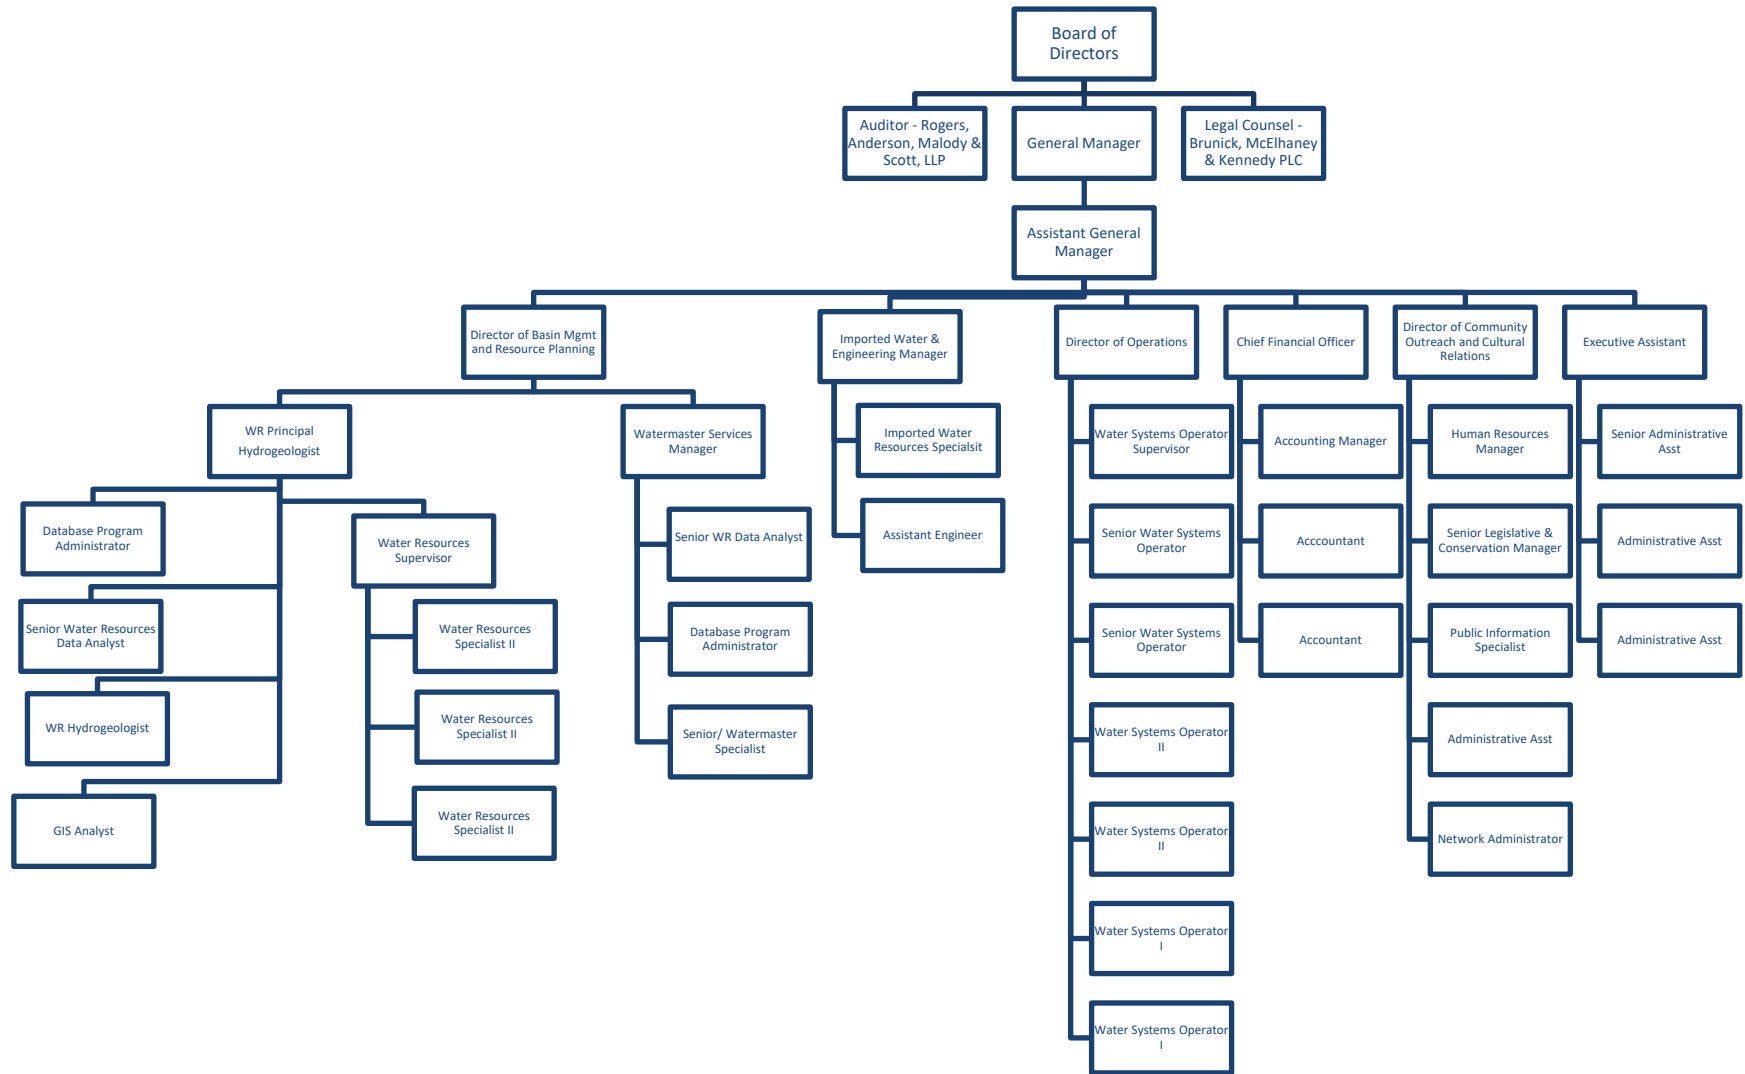 Board of
Directors
Auditor - Rogers,
Anderson, Malody &
Scott, LLP
General Manager
Legal Counsel -
Brunick, McElhaney
& Kennedy PLC
Assistant General
Manager
Director of Basin Mgmt
and Resource Planning
Imported Water &
Engineering Manager
Director of Operations
Chief Financial Officer
Director of Community
Outreach and Cultural
Relations
Executive Assistant
WR Principal
Hydrogeologist
Database Program
Administrator
Senior Water Resources
Data Analyst
WR Hydrogeologist
GIS Analyst
Water Resources
Supervisor
Water Resources
Specialist II
Water Resources
Specialist II
Water Resources
Specialist II
Watermaster Services
Manager
Senior WR Data Analyst
Database Program
Administrator
Senior/ Watermaster
Specialist
Imported Water
Resources Specialsit
Assistant Engineer
Water Systems Operator
Supervisor
Senior Water Systems
Operator
Senior Water Systems
Operator
Water Systems Operator
II
Water Systems Operator
II
Water Systems Operator
I
Water Systems Operator
I
Accounting Manager
Acccountant
Accountant
Human Resources
Manager
Senior Legislative &
Conservation Manager
Public Information
Specialist
Administrative Asst
Network Administrator
Senior Administrative
Asst
Administrative Asst
Administrative Asst